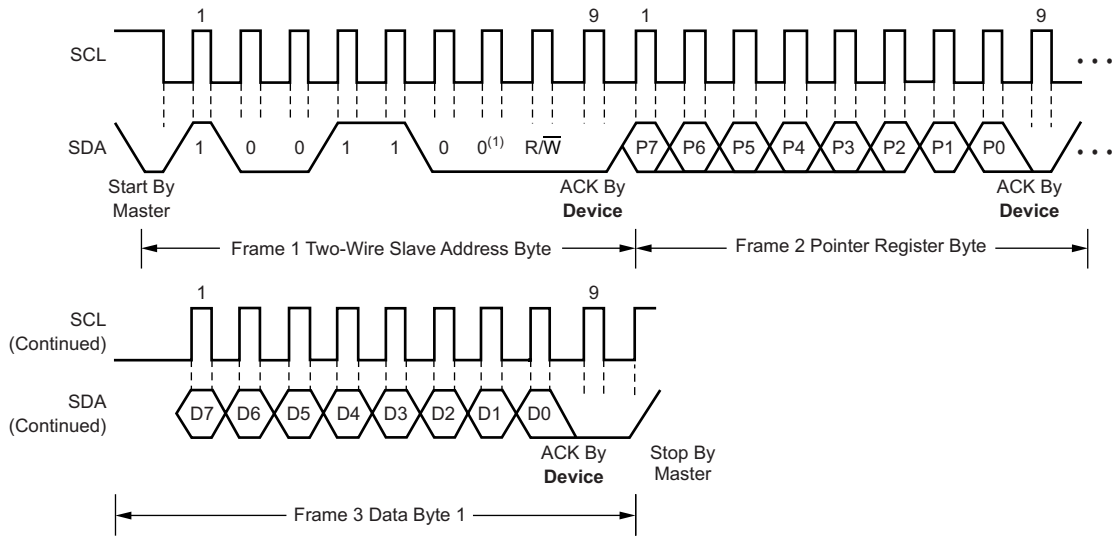 1 9 1 9
SCL
SDA 1 0 0 1 1 0 0(1) R/W̅ P7 P6 P5 P4 P3 P2 P1 P0
Start By Master
ACK By Device
ACK By Device
Frame 1 Two-Wire Slave Address Byte
Frame 2 Pointer Register Byte
1 9
SCL (Continued)
SDA (Continued) D7 D6 D5 D4 D3 D2 D1 D0
ACK By Device
Stop By Master
Frame 3 Data Byte 1